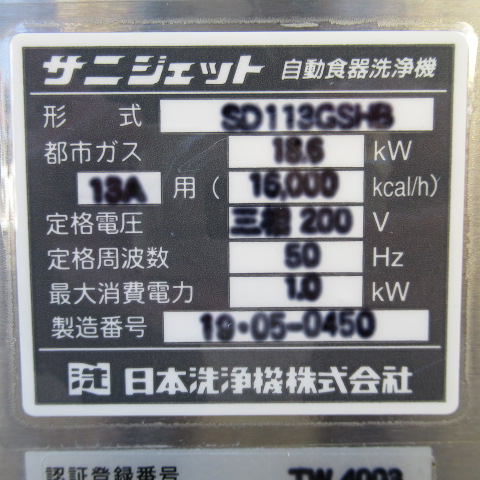 サニジェット 自動食器洗浄機
形 式 SD113GSHB
都市ガス 18.6 kW
13A 用 ( 16,000 kcal/h)
定格電圧 三相 200 V
定格周波数 50 Hz
最大消費電力 1.0 kW
製造番号 19・05-0450
日本洗浄機株式会社
認証登録番号 TW 4003